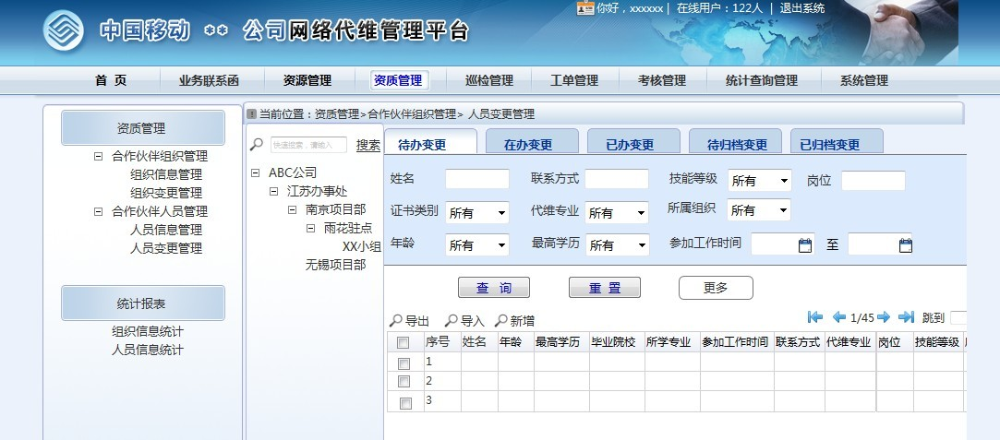 你好，xxxxxx | 在线用户：122人 | 退出系统
中国移动 ** 公司网络代维管理平台
首 页 业务联系函 资源管理 资质管理 巡检管理 工单管理 考核管理 统计查询管理 系统管理
资质管理
合作伙伴组织管理
组织信息管理
组织变更管理
合作伙伴人员管理
人员信息管理
人员变更管理
统计报表
组织信息统计
人员信息统计
当前位置：资质管理>合作伙伴组织管理> 人员变更管理
快速搜索，请输入 搜索
ABC公司
江苏办事处
南京项目部
雨花驻点
XX小组
无锡项目部
待办变更 在办变更 已办变更 待归档变更 已归档变更
姓名 联系方式 技能等级 所有 岗位
证书类别 所有 代维专业 所有 所属组织 所有
年龄 所有 最高学历 所有 参加工作时间 至
查 询 重 置 更多
导出 导入 新增 1/45 跳到
序号 姓名 年龄 最高学历 毕业院校 所学专业 参加工作时间 联系方式 代维专业 岗位 技能等级
1
2
3